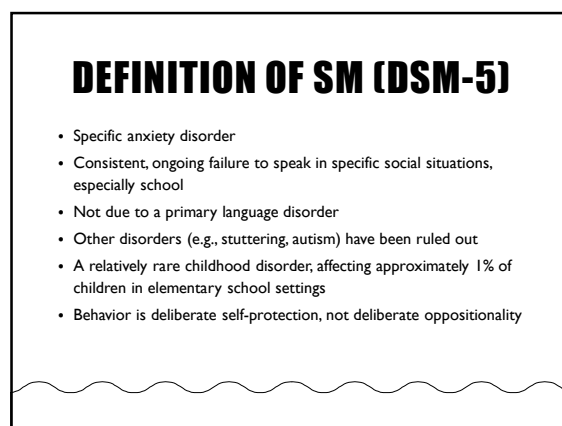 DEFINITION OF SM (DSM-5)
• Specific anxiety disorder
• Consistent, ongoing failure to speak in specific social situations,
especially school
• Not due to a primary language disorder
• Other disorders (e.g., stuttering, autism) have been ruled out
• A relatively rare childhood disorder, affecting approximately 1% of
children in elementary school settings
• Behavior is deliberate self-protection, not deliberate oppositionality